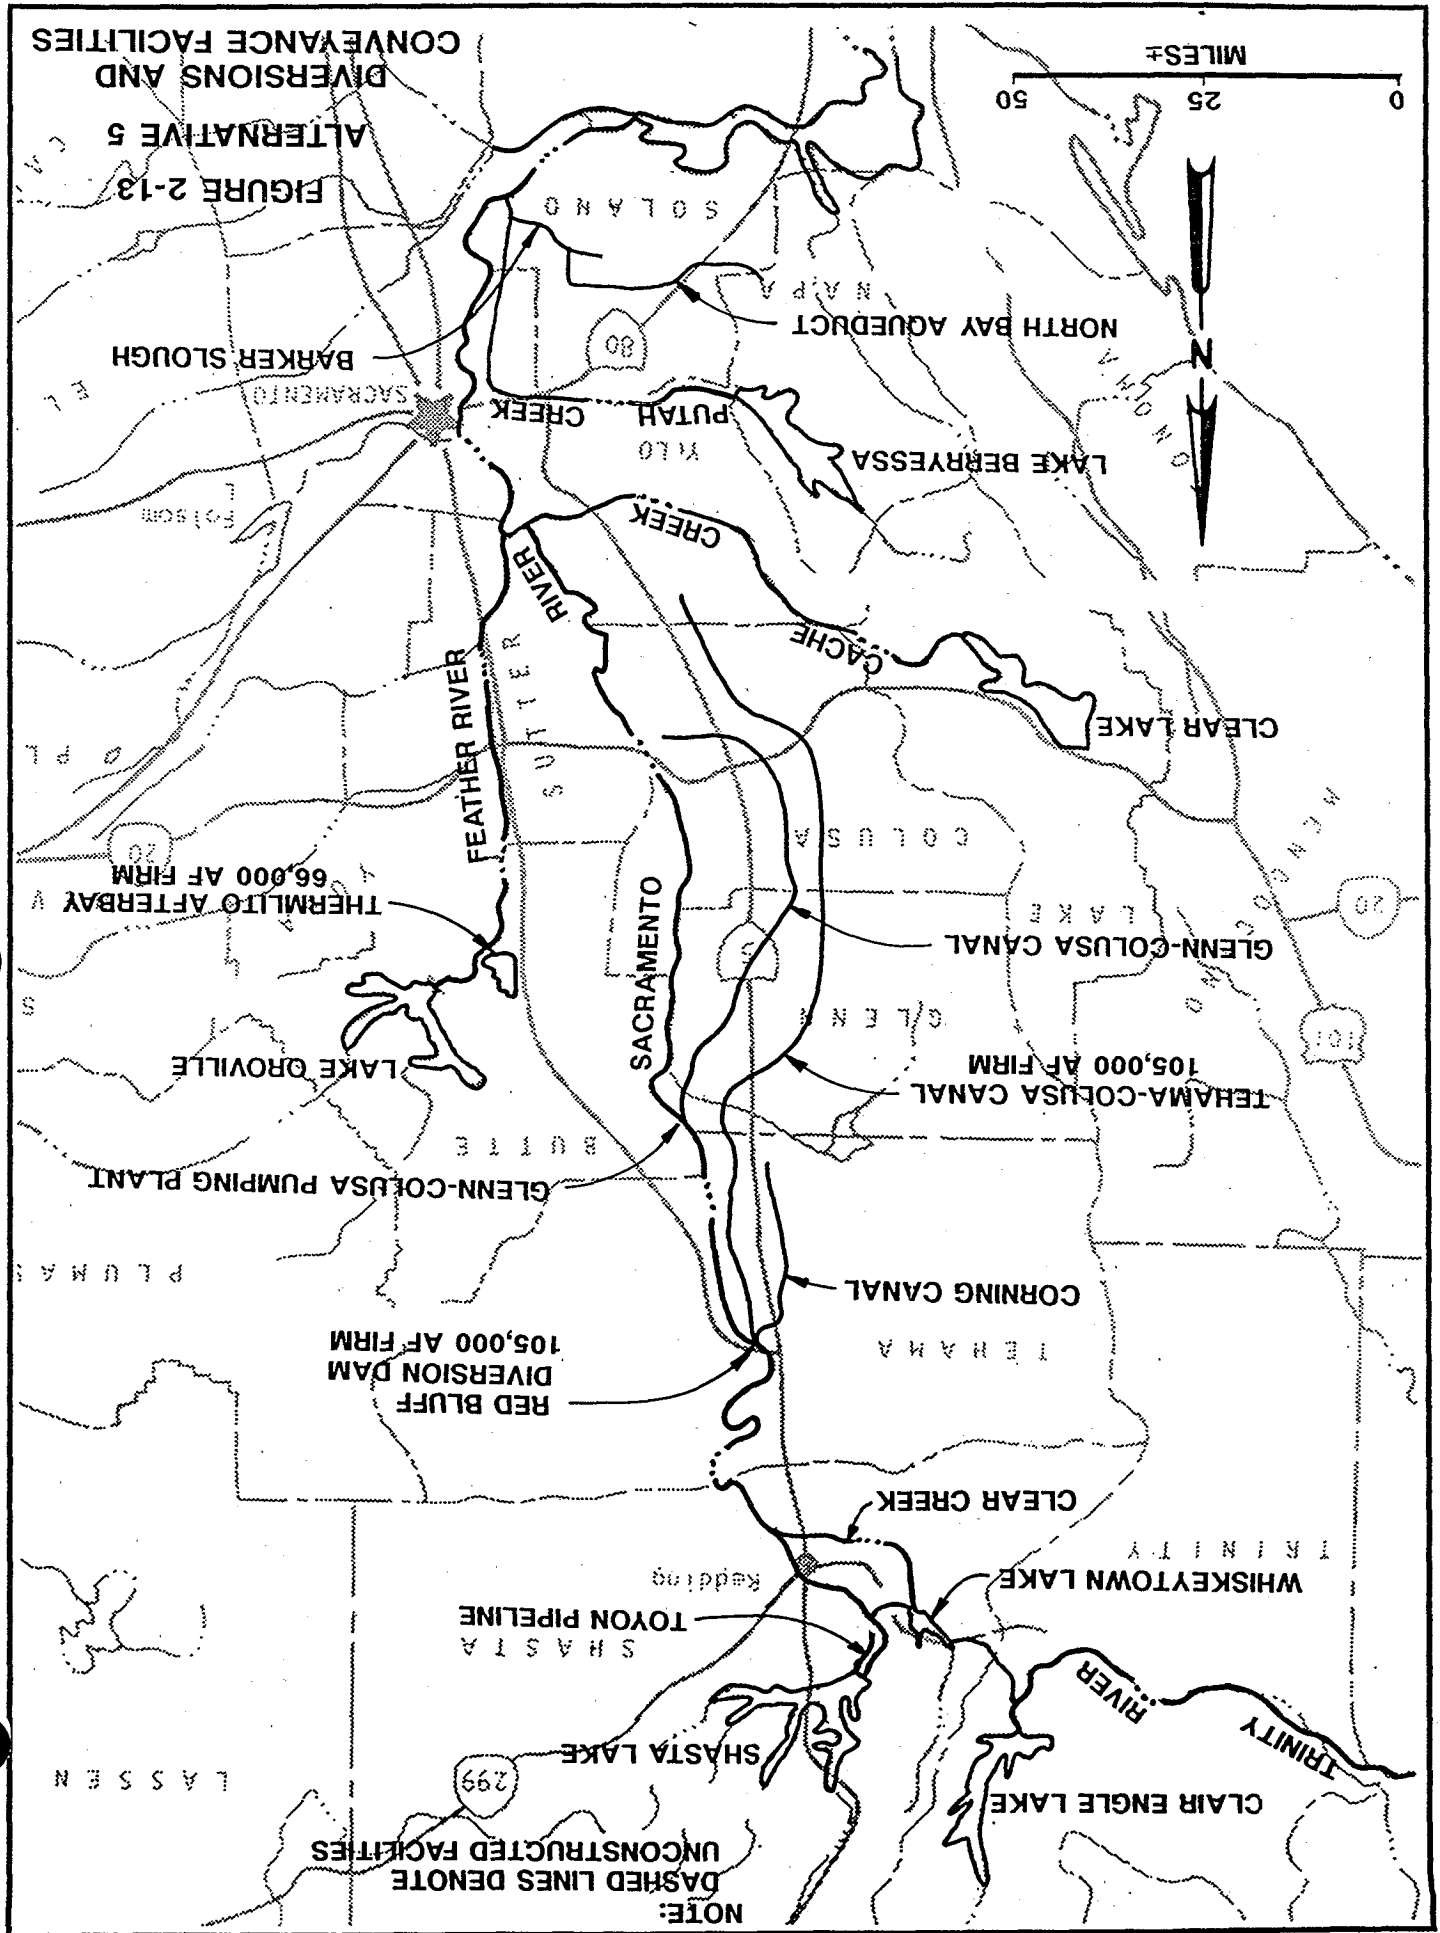 NOTE:
DASHED LINES DENOTE
UNCONSTRUCTED FACILITIES
CLAIR ENGLE LAKE
299
LASSEN
SHASTA LAKE
TRINITY
RIVER
SHASTA
TOYON PIPELINE
WHISKEYTOWN LAKE
Redding
TRINITY
CLEAR CREEK
RED BLUFF
DIVERSION DAM
105,000 AF FIRM
TEHAMA
CORNING CANAL
PLUMAS
GLENN-COLUSA PUMPING PLANT
BUTTE
TEHAMA-COLUSA CANAL
105,000 AF FIRM
LAKE OROVILLE
GLENN
101
S
SACRAMENTO
5
GLENN-COLUSA CANAL
LAKE
MENDOCINO
20
THERMLITO AFTERBAY
66,000 AF FIRM
V
20
COLUSA
FEATHER RIVER
SUTTER
CLEAR LAKE
CACHE
CREEK
RIVER
Folsom
L
YOLO
LAKE BERRYESSA
PUTAH
CREEK
SACRAMENTO
EL
BARKER SLOUGH
80
NORTH BAY AQUEDUCT
N
NAPA
SOLANO
FIGURE 2-13
ALTERNATIVE 5
DIVERSIONS AND
CONVEYANCE FACILITIES
0 25 50
MILES±